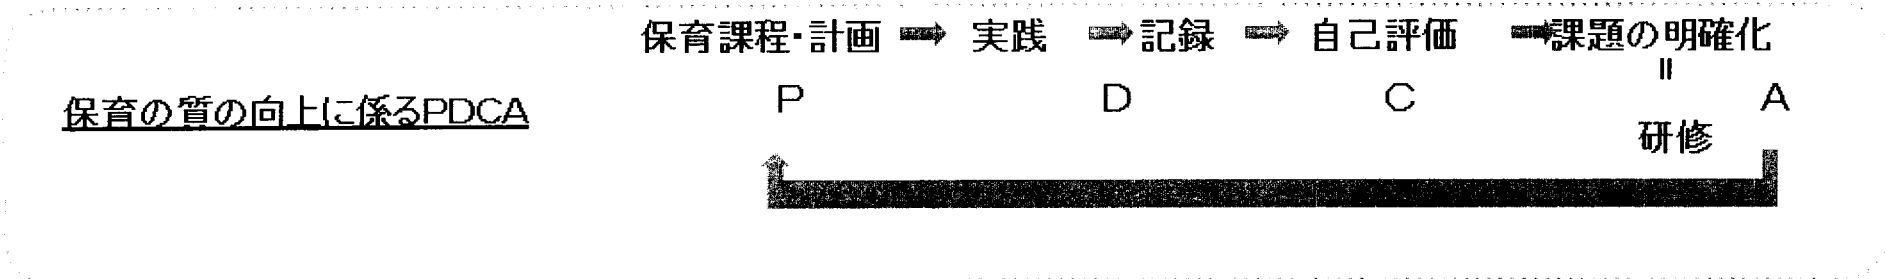 保育課程・計画 ➡ 実践 ➡ 記録 ➡ 自己評価 ➡ 課題の明確化
=
保育の質の向上に係るPDCA P D C A
研修